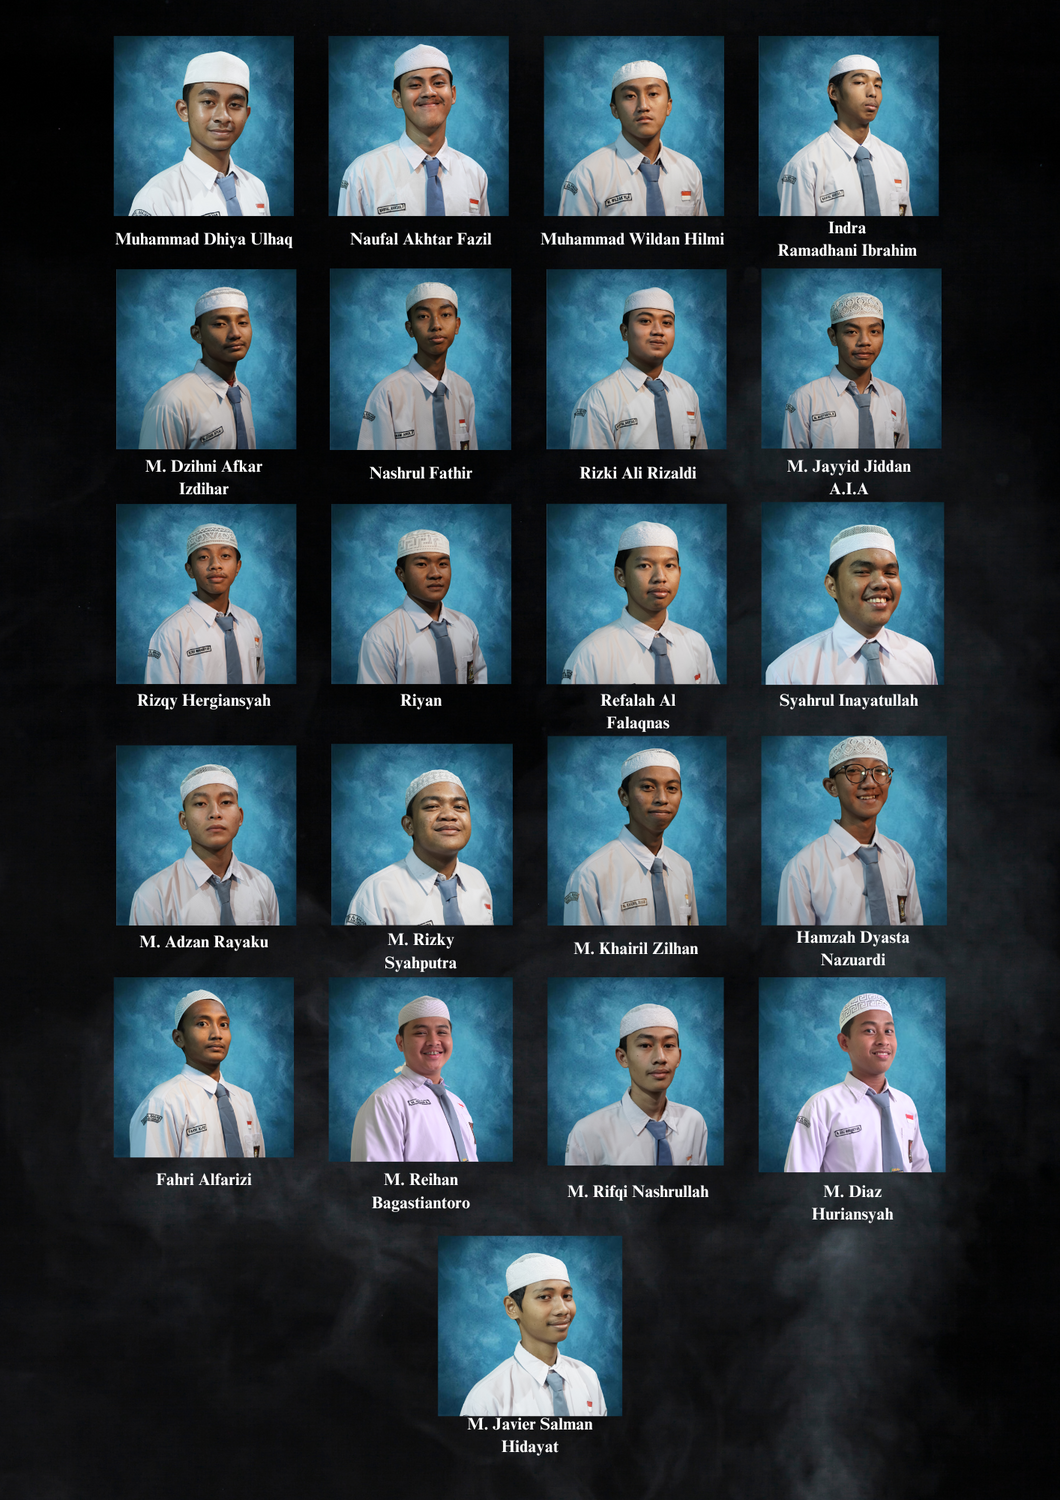 Muhammad Dhiya Ulhaq
Naufal Akhtar Fazil
Muhammad Wildan Hilmi
Indra
Ramadhani Ibrahim
M. Dzihni Afkar
Izdihar
Nashrul Fathir
Rizki Ali Rizaldi
M. Jayyid Jiddan
A.I.A
Rizqy Hergiansyah
Riyan
Refalah Al
Falaqnas
Syahrul Inayatullah
M. Adzan Rayaku
M. Rizky
Syahputra
M. Khairil Zilhan
Hamzah Dyasta
Nazuardi
Fahri Alfarizi
M. Reihan
Bagastiantoro
M. Rifqi Nashrullah
M. Diaz
Huriansyah
M. Javier Salman
Hidayat